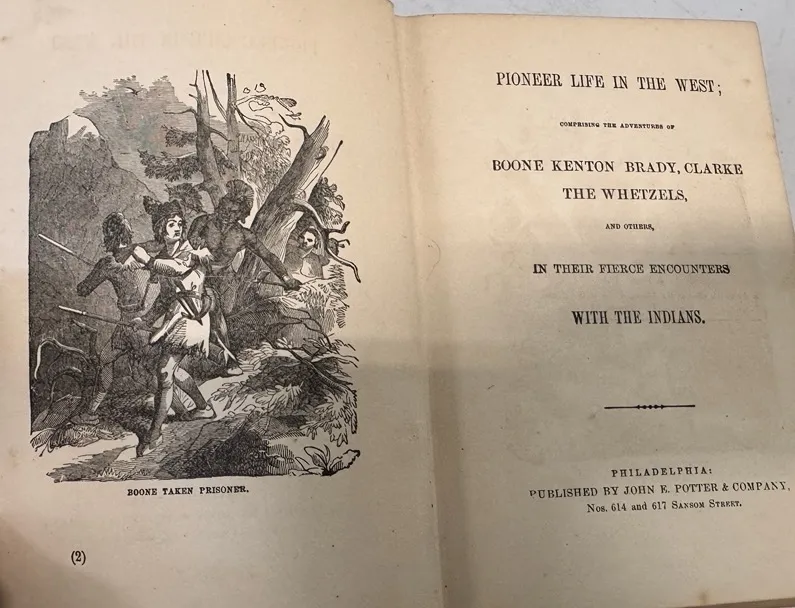 BOONE TAKEN PRISONER.
(2)
PIONEER LIFE IN THE WEST;
COMPRISING THE ADVENTURES OF
BOONE KENTON BRADY, CLARKE
THE WHETZELS,
AND OTHERS,
IN THEIR FIERCE ENCOUNTERS
WITH THE INDIANS.
PHILADELPHIA:
PUBLISHED BY JOHN E. POTTER & COMPANY,
Nos. 614 and 617 SANSOM STREET.